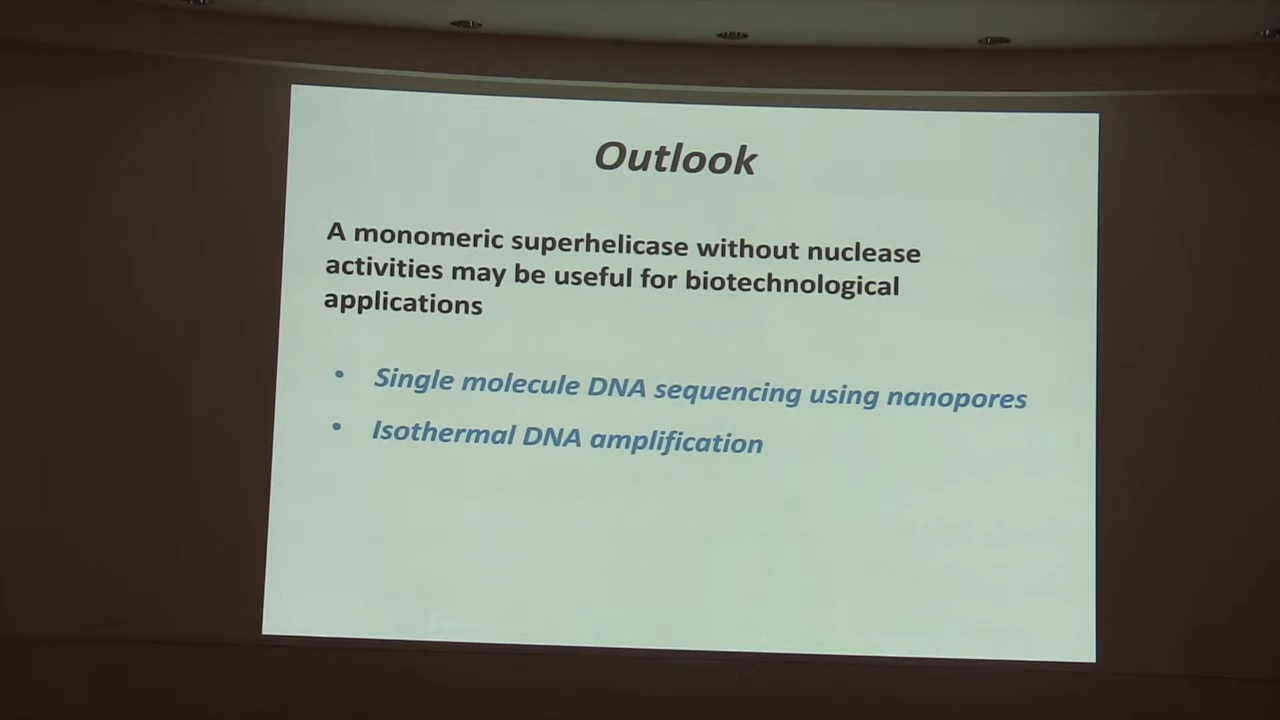 Outlook
A monomeric superhelicase without nuclease
activities may be useful for biotechnological
applications
• Single molecule DNA sequencing using nanopores
• Isothermal DNA amplification